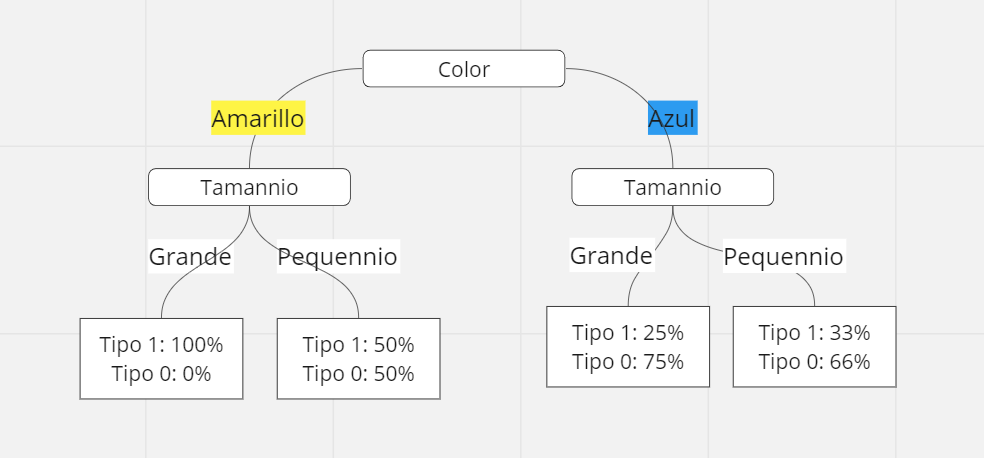 Color
Amarillo
Azul
Tamannio
Tamannio
Grande
Pequennio
Grande
Pequennio
Tipo 1: 100%
Tipo 0: 0%
Tipo 1: 50%
Tipo 0: 50%
Tipo 1: 25%
Tipo 0: 75%
Tipo 1: 33%
Tipo 0: 66%